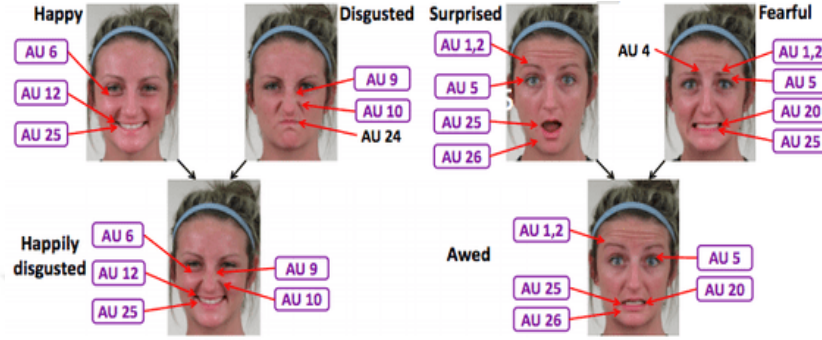 Happy
Disgusted
Surprised
Fearful
AU 6
AU 12
AU 25
AU 9
AU 10
AU 24
AU 1,2
AU 5
AU 25
AU 26
AU 4
AU 1,2
AU 5
AU 20
AU 25
Happily
disgusted
AU 6
AU 12
AU 25
AU 9
AU 10
Awed
AU 1,2
AU 25
AU 26
AU 5
AU 20